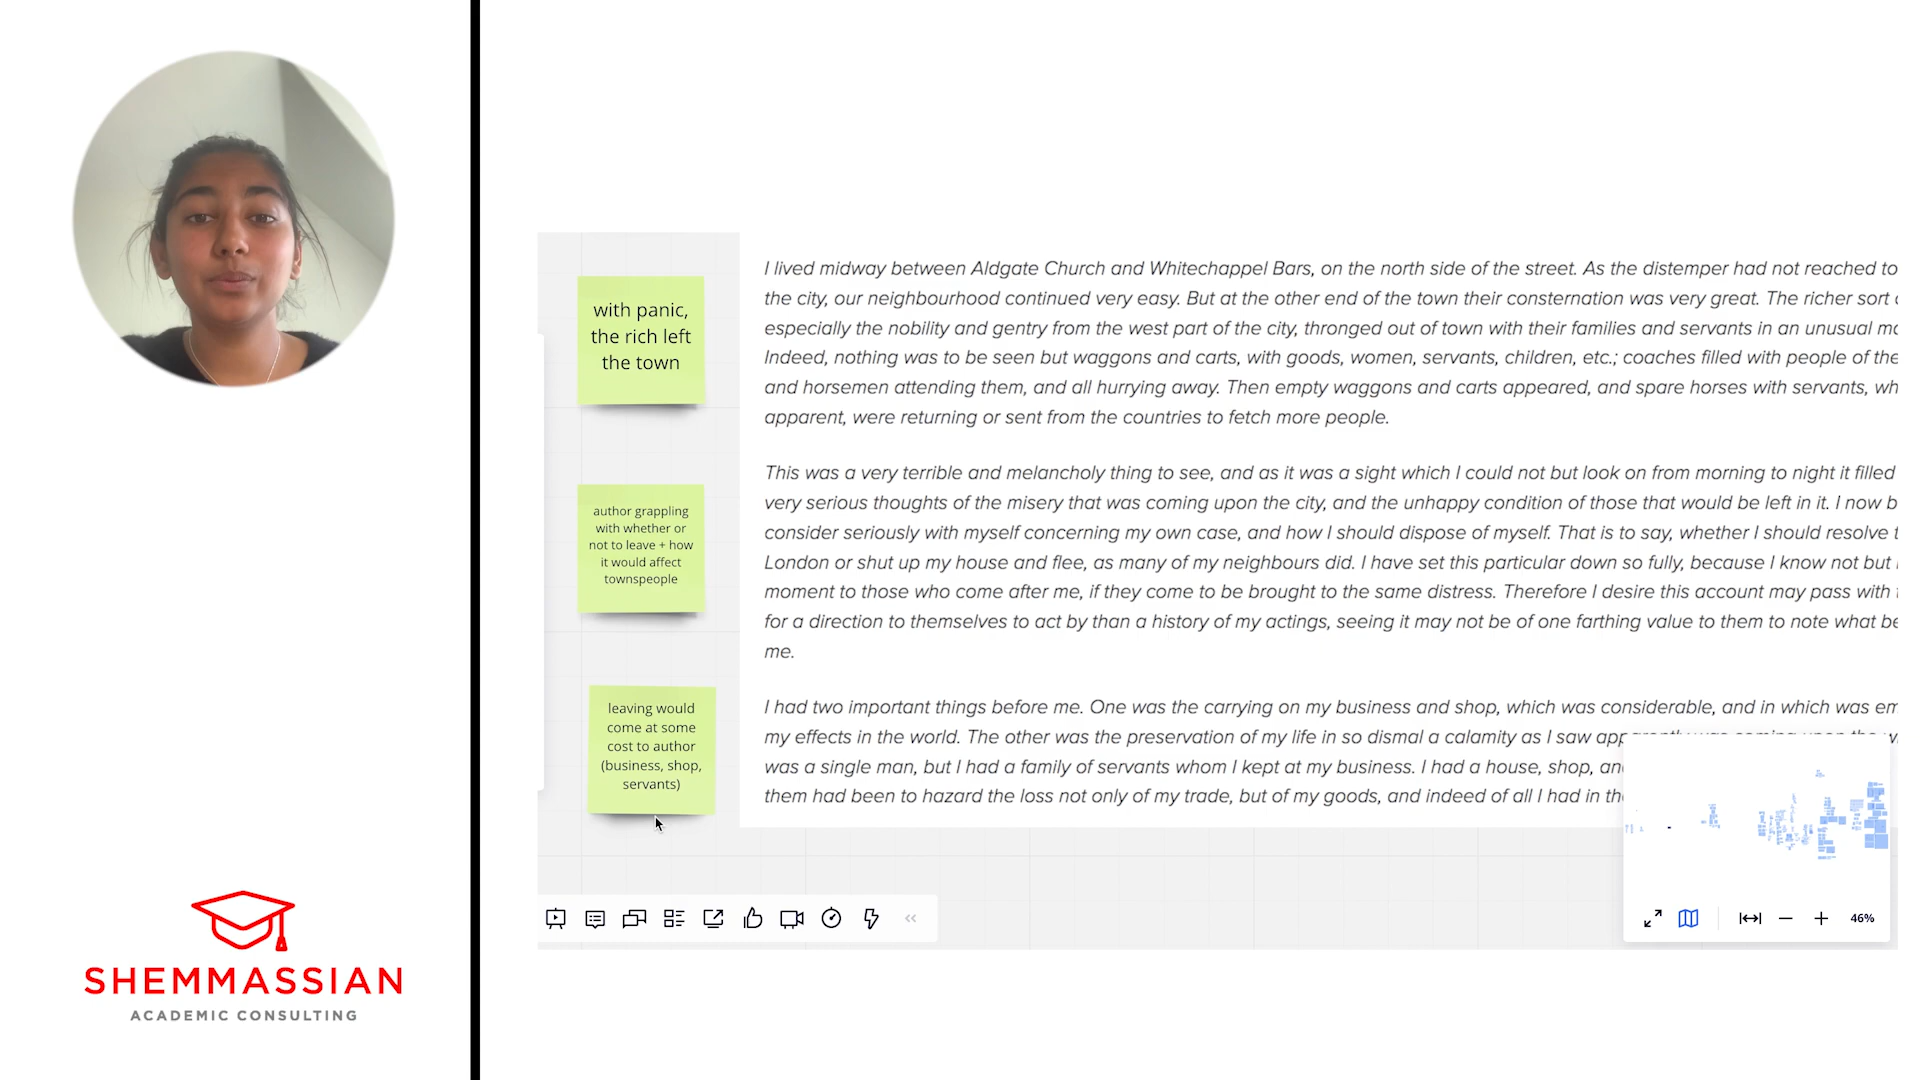 with panic,
the rich left
the town
author grappling
with whether or
not to leave + how
it would affect
townspeople
leaving would
come at some
cost to author
(business, shop,
servants)
I lived midway between Aldgate Church and Whitechappel Bars, on the north side of the street. As the distemper had not reached to
the city, our neighbourhood continued very easy. But at the other end of the town their consternation was very great. The richer sort
especially the nobility and gentry from the west part of the city, thronged out of town with their families and servants in an unusual
Indeed, nothing was to be seen but waggons and carts, with goods, women, servants, children, etc.; coaches filled with people of the
and horsemen attending them, and all hurrying away. Then empty waggons and carts appeared, and spare horses with servants, wh
apparent, were returning or sent from the countries to fetch more people.
This was a very terrible and melancholy thing to see, and as it was a sight which I could not but look on from morning to night it filled
very serious thoughts of the misery that was coming upon the city, and the unhappy condition of those that would be left in it. I now b
consider seriously with myself concerning my own case, and how I should dispose of myself. That is to say, whether I should resolve
London or shut up my house and flee, as many of my neighbours did. I have set this particular down so fully, because I know not but
moment to those who come after me, if they come to be brought to the same distress. Therefore I desire this account may pass with
for a direction to themselves to act by than a history of my actings, seeing it may not be of one farthing value to them to note what be
me.
I had two important things before me. One was the carrying on my business and shop, which was considerable, and in which was em
my effects in the world. The other was the preservation of my life in so dismal a calamity as I saw apparently was coming upon the
was a single man, but I had a family of servants whom I kept at my business. I had a house, shop, an
them had been to hazard the loss not only of my trade, but of my goods, and indeed of all I had in th
46%
SHEMMASSIAN
ACADEMIC CONSULTING